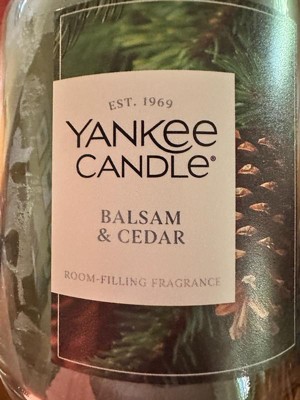 EST. 1969
YANKEE
CANDLE®
BALSAM
& CEDAR
ROOM-FILLING FRAGRANCE